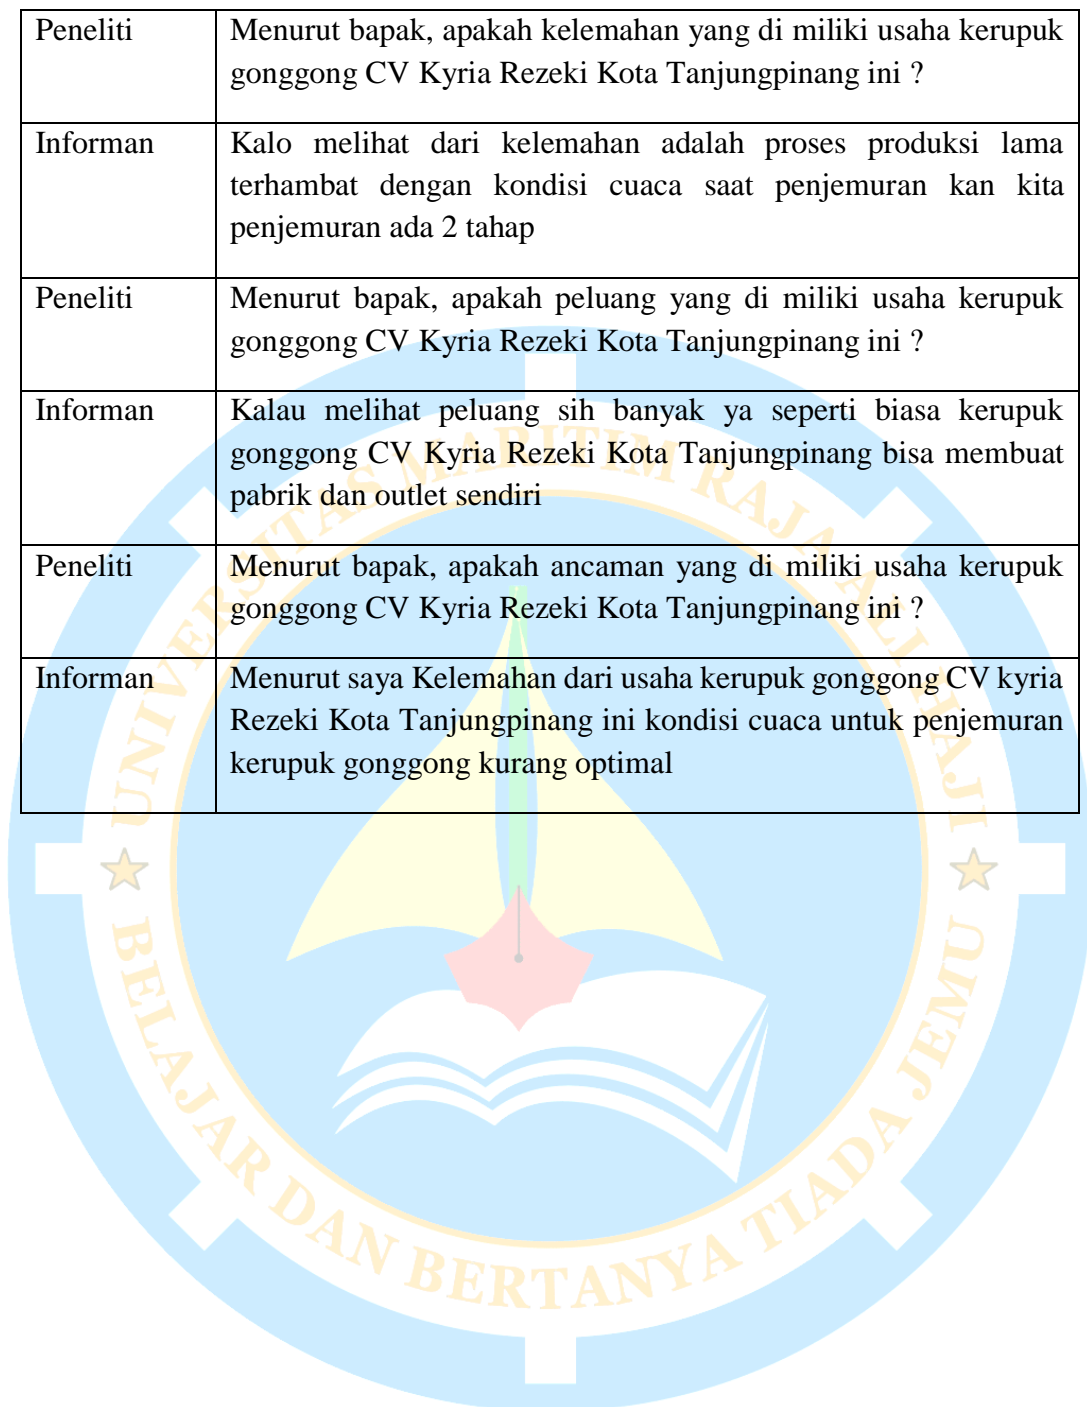 Peneliti
Menurut bapak, apakah kelemahan yang di miliki usaha kerupuk
gonggong CV Kyria Rezeki Kota Tanjungpinang ini ?
Informan
Kalo melihat dari kelemahan adalah proses produksi lama
terhambat dengan kondisi cuaca saat penjemuran kan kita
penjemuran ada 2 tahap
Peneliti
Menurut bapak, apakah peluang yang di miliki usaha kerupuk
gonggong CV Kyria Rezeki Kota Tanjungpinang ini ?
Informan
Kalau melihat peluang sih banyak ya seperti biasa kerupuk
gonggong CV Kyria Rezeki Kota Tanjungpinang bisa membuat
pabrik dan outlet sendiri
Peneliti
Menurut bapak, apakah ancaman yang di miliki usaha kerupuk
gonggong CV Kyria Rezeki Kota Tanjungpinang ini ?
Informan
Menurut saya Kelemahan dari usaha kerupuk gonggong CV kyria
Rezeki Kota Tanjungpinang ini kondisi cuaca untuk penjemuran
kerupuk gonggong kurang optimal
UNIVERSITAS MARITIM RAJA ALI HAJI
BELAJAR DAN BERTANYA TIADA JEMU